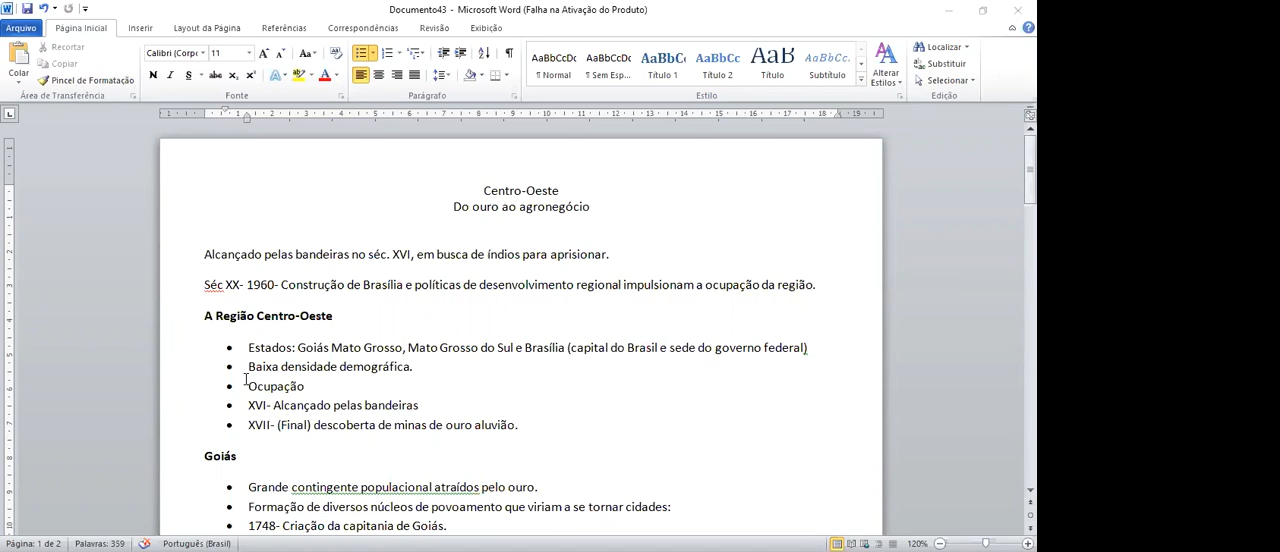 Documento43 - Microsoft Word (Falha na Ativação do Produto)
Arquivo Página Inicial Inserir Layout da Página Referências Correspondências Revisão Exibição
Recortar
Copiar
Pincel de Formatação
Colar
Área de Transferência
Calibri (Corpo 11
Fonte
Parágrafo
AaBbCcDc AaBbCcDc AaBbC AaBbCc AaB AaBbCc.
¶ Normal ¶ Sem Esp... Título 1 Título 2 Título Subtítulo
Alterar
Estilos
Estilo
Localizar
Substituir
Selecionar
Edição
Centro-Oeste
Do ouro ao agronegócio
Alcançado pelas bandeiras no séc. XVI, em busca de índios para aprisionar.
Séc XX- 1960- Construção de Brasília e políticas de desenvolvimento regional impulsionam a ocupação da região.
A Região Centro-Oeste
• Estados: Goiás Mato Grosso, Mato Grosso do Sul e Brasília (capital do Brasil e sede do governo federal)
• Baixa densidade demográfica.
• Ocupação
• XVI- Alcançado pelas bandeiras
• XVII- (Final) descoberta de minas de ouro aluvião.
Goiás
• Grande contingente populacional atraídos pelo ouro.
• Formação de diversos núcleos de povoamento que viriam a se tornar cidades:
• 1748- Criação da capitania de Goiás.
Página: 1 de 2 Palavras: 359 Português (Brasil) 120%